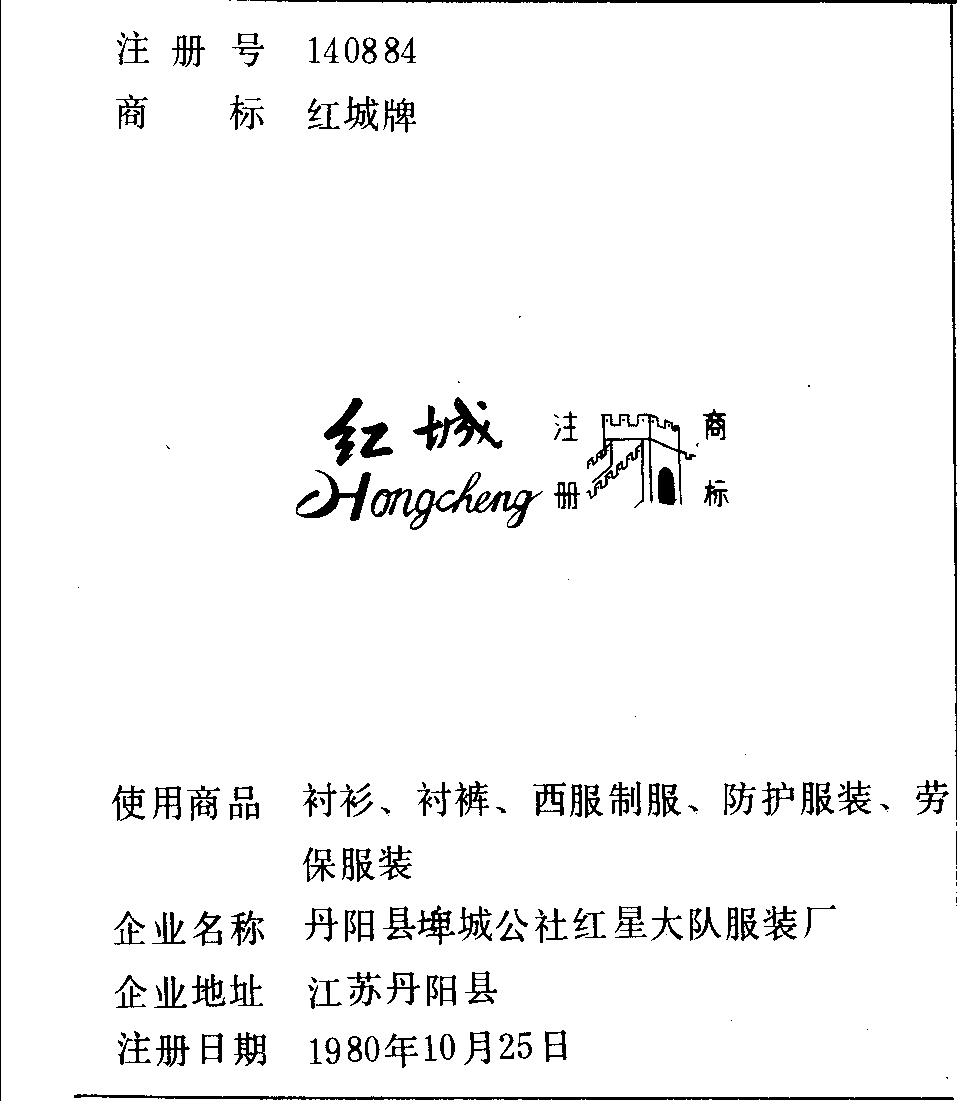 注册号 140884
商标 红城牌
红城
Hongcheng
注册
商标
使用商品 衬衫、衬裤、西服制服、防护服装、劳
保服装
企业名称 丹阳县埤城公社红星大队服装厂
企业地址 江苏丹阳县
注册日期 1980年10月25日